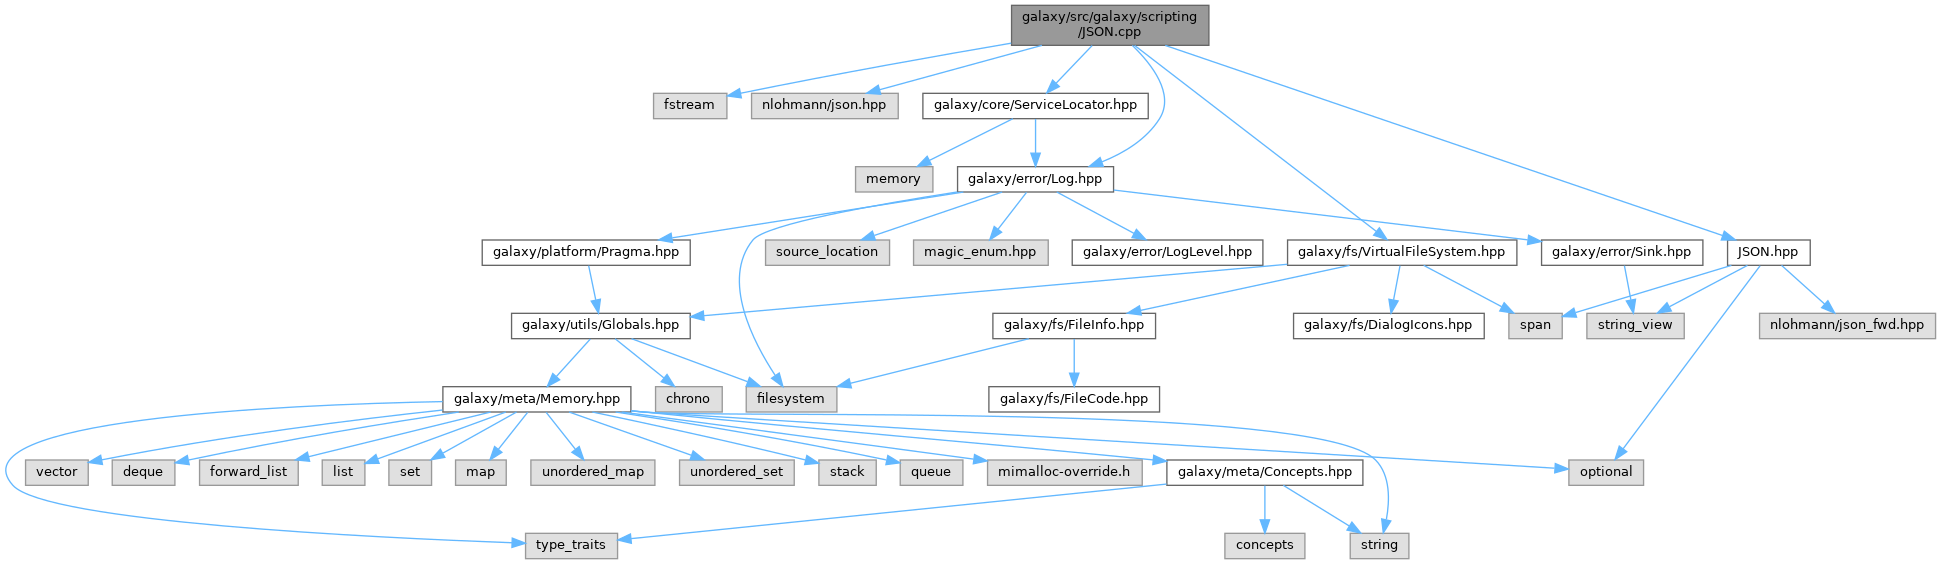 galaxy/src/galaxy/scripting
/JSON.cpp
fstream
nlohmann/json.hpp
galaxy/core/ServiceLocator.hpp
memory
galaxy/error/Log.hpp
galaxy/platform/Pragma.hpp
source_location
magic_enum.hpp
galaxy/error/LogLevel.hpp
galaxy/fs/VirtualFileSystem.hpp
galaxy/error/Sink.hpp
JSON.hpp
galaxy/utils/Globals.hpp
galaxy/fs/FileInfo.hpp
galaxy/fs/DialogIcons.hpp
span
string_view
nlohmann/json_fwd.hpp
galaxy/meta/Memory.hpp
chrono
filesystem
galaxy/fs/FileCode.hpp
vector
deque
forward_list
list
set
map
unordered_map
unordered_set
stack
queue
mimalloc-override.h
galaxy/meta/Concepts.hpp
optional
type_traits
concepts
string